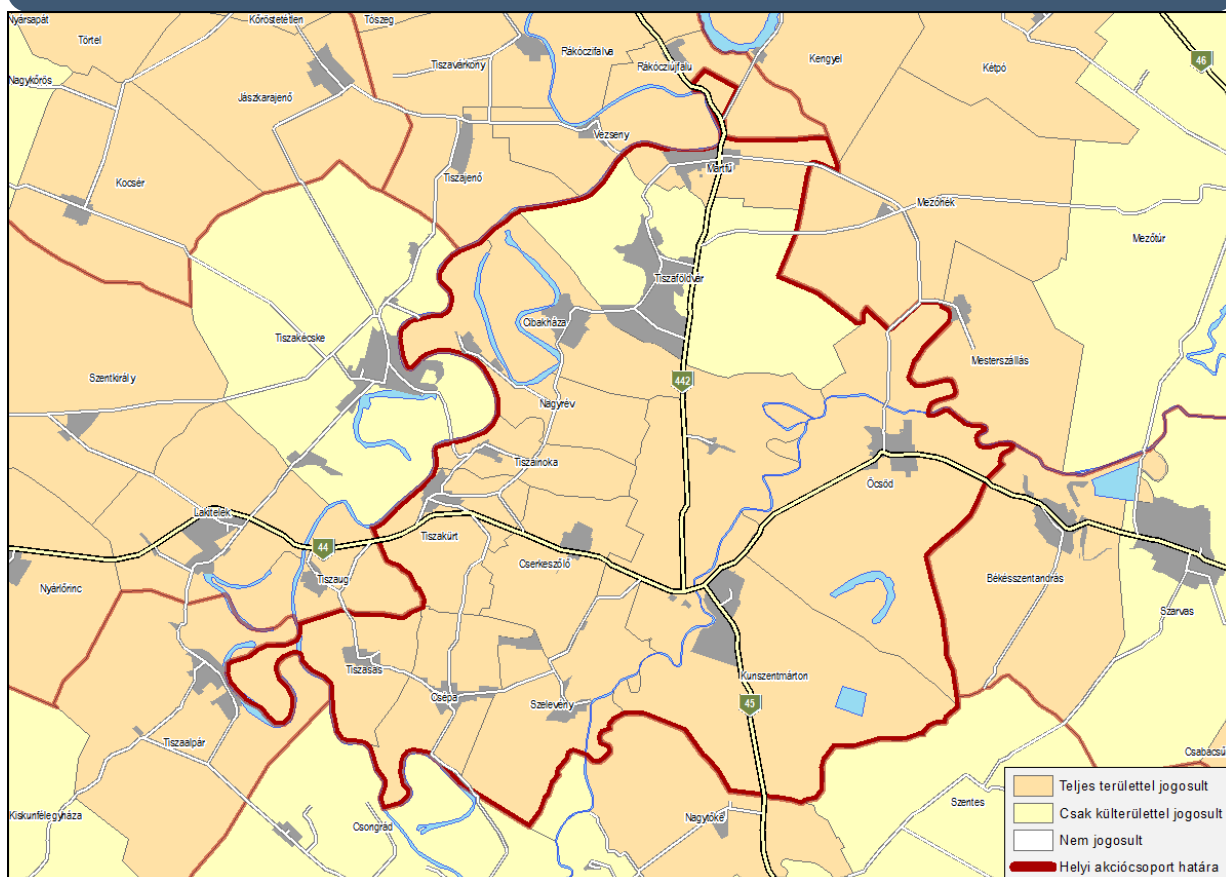 Nyársapát
Kőröstetétlen
Tószeg
Törtel
Rákóczifalva
Rákócziujfalu
Kengyel
Kétpó
46
Tiszavárkony
Nagykőrös
Jászkarajenő
Vezseny
Martfű
Tiszajenő
Kocsér
Mezőhék
Mezőtúr
Tiszaföldvár
Cibakháza
Tiszakécske
Mesterszállás
Szentkirály
442
Nagyrév
Tiszainoka
Öcsöd
Lakitelek
Tiszakürt
44
Cserkeszőlő
Tiszaug
Békésszentandrás
Nyárlőrinc
Szarvas
Tiszasas
Kunszentmárton
Csépa
Szelevény
45
Tiszaalpár
Csabacsű
Kiskunfélegyháza
Csongrád
Nagytőke
Szentes
Teljes területtel jogosult
Csak külterülettel jogosult
Nem jogosult
Helyi akciócsoport határa